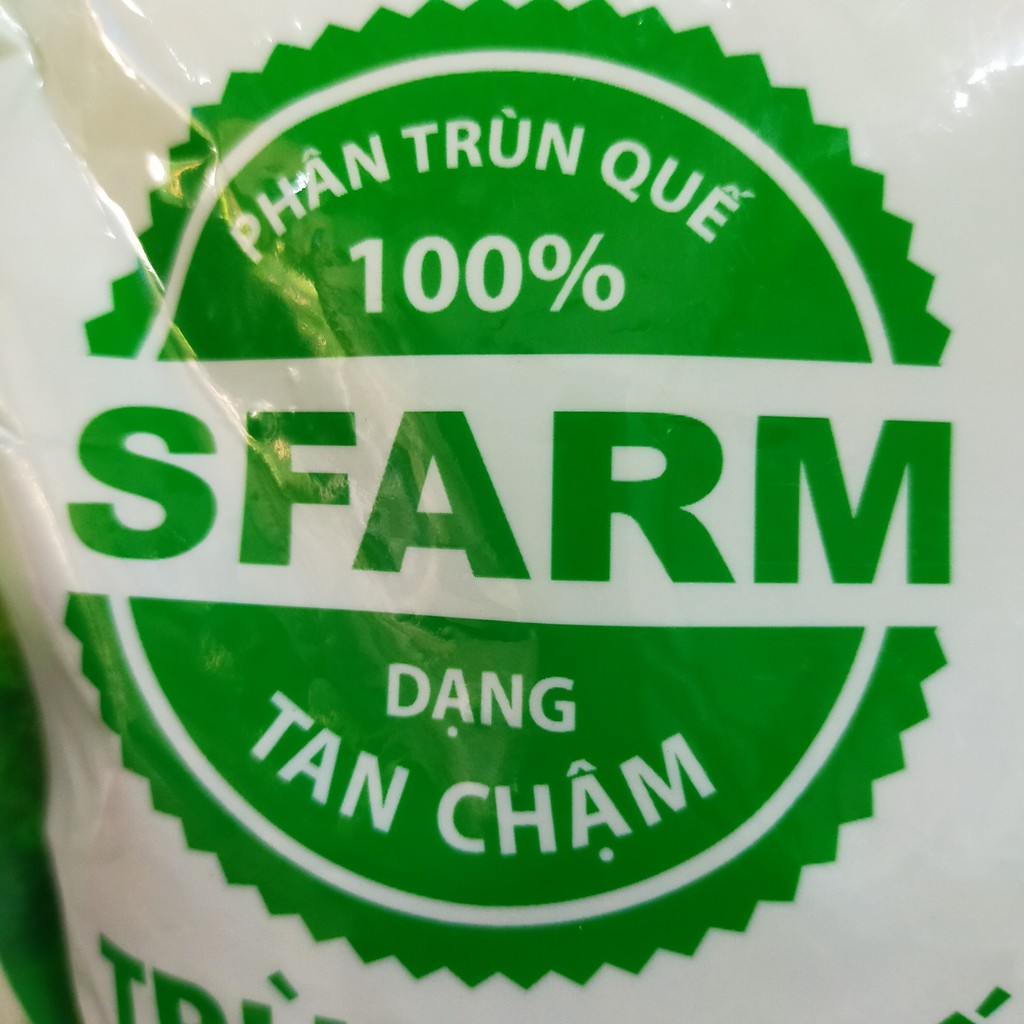 PHÂN TRÙN QUẾ
100%
SFARM
DẠNG
TAN CHẬM